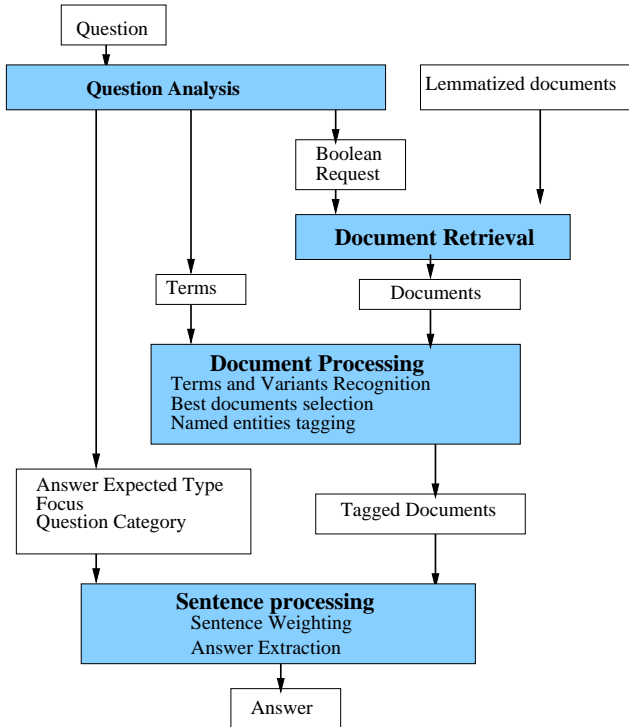 Question
Question Analysis
Lemmatized documents
Boolean
Request
Document Retrieval
Terms
Documents
Document Processing
Terms and Variants Recognition
Best documents selection
Named entities tagging
Answer Expected Type
Focus
Question Category
Tagged Documents
Sentence processing
Sentence Weighting
Answer Extraction
Answer